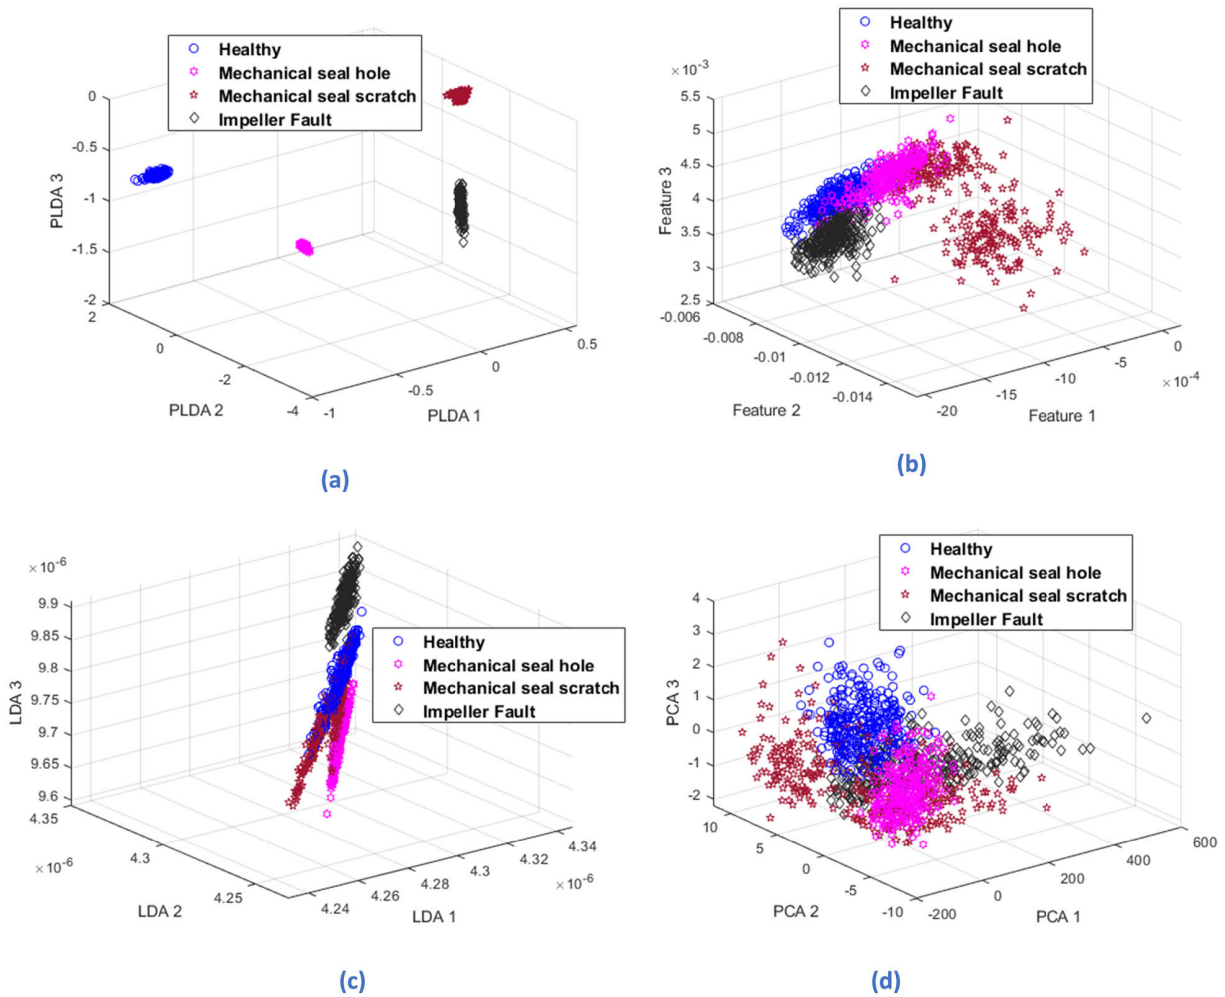 Healthy
Mechanical seal hole
Mechanical seal scratch
Impeller Fault
0
-0.5
-1
-1.5
-2
PLDA 3
2
0
-2
-4
PLDA 2
-1
-0.5
0
0.5
PLDA 1
(a)
Healthy
Mechanical seal hole
Mechanical seal scratch
Impeller Fault
×10^-3
5.5
5
4.5
4
3.5
3
2.5
Feature 3
-0.006
-0.008
-0.01
-0.012
-0.014
Feature 2
-20
-15
-10
-5
0
×10^-4
Feature 1
(b)
×10^-6
9.9
9.85
9.8
9.75
9.7
9.65
9.6
LDA 3
Healthy
Mechanical seal hole
Mechanical seal scratch
Impeller Fault
4.35
4.3
4.25
×10^-6
LDA 2
4.24
4.26
4.28
4.3
4.32
4.34
×10^-6
LDA 1
(c)
Healthy
Mechanical seal hole
Mechanical seal scratch
Impeller Fault
4
3
2
1
0
-1
-2
PCA 3
10
5
0
-5
-10
PCA 2
-200
0
200
400
600
PCA 1
(d)